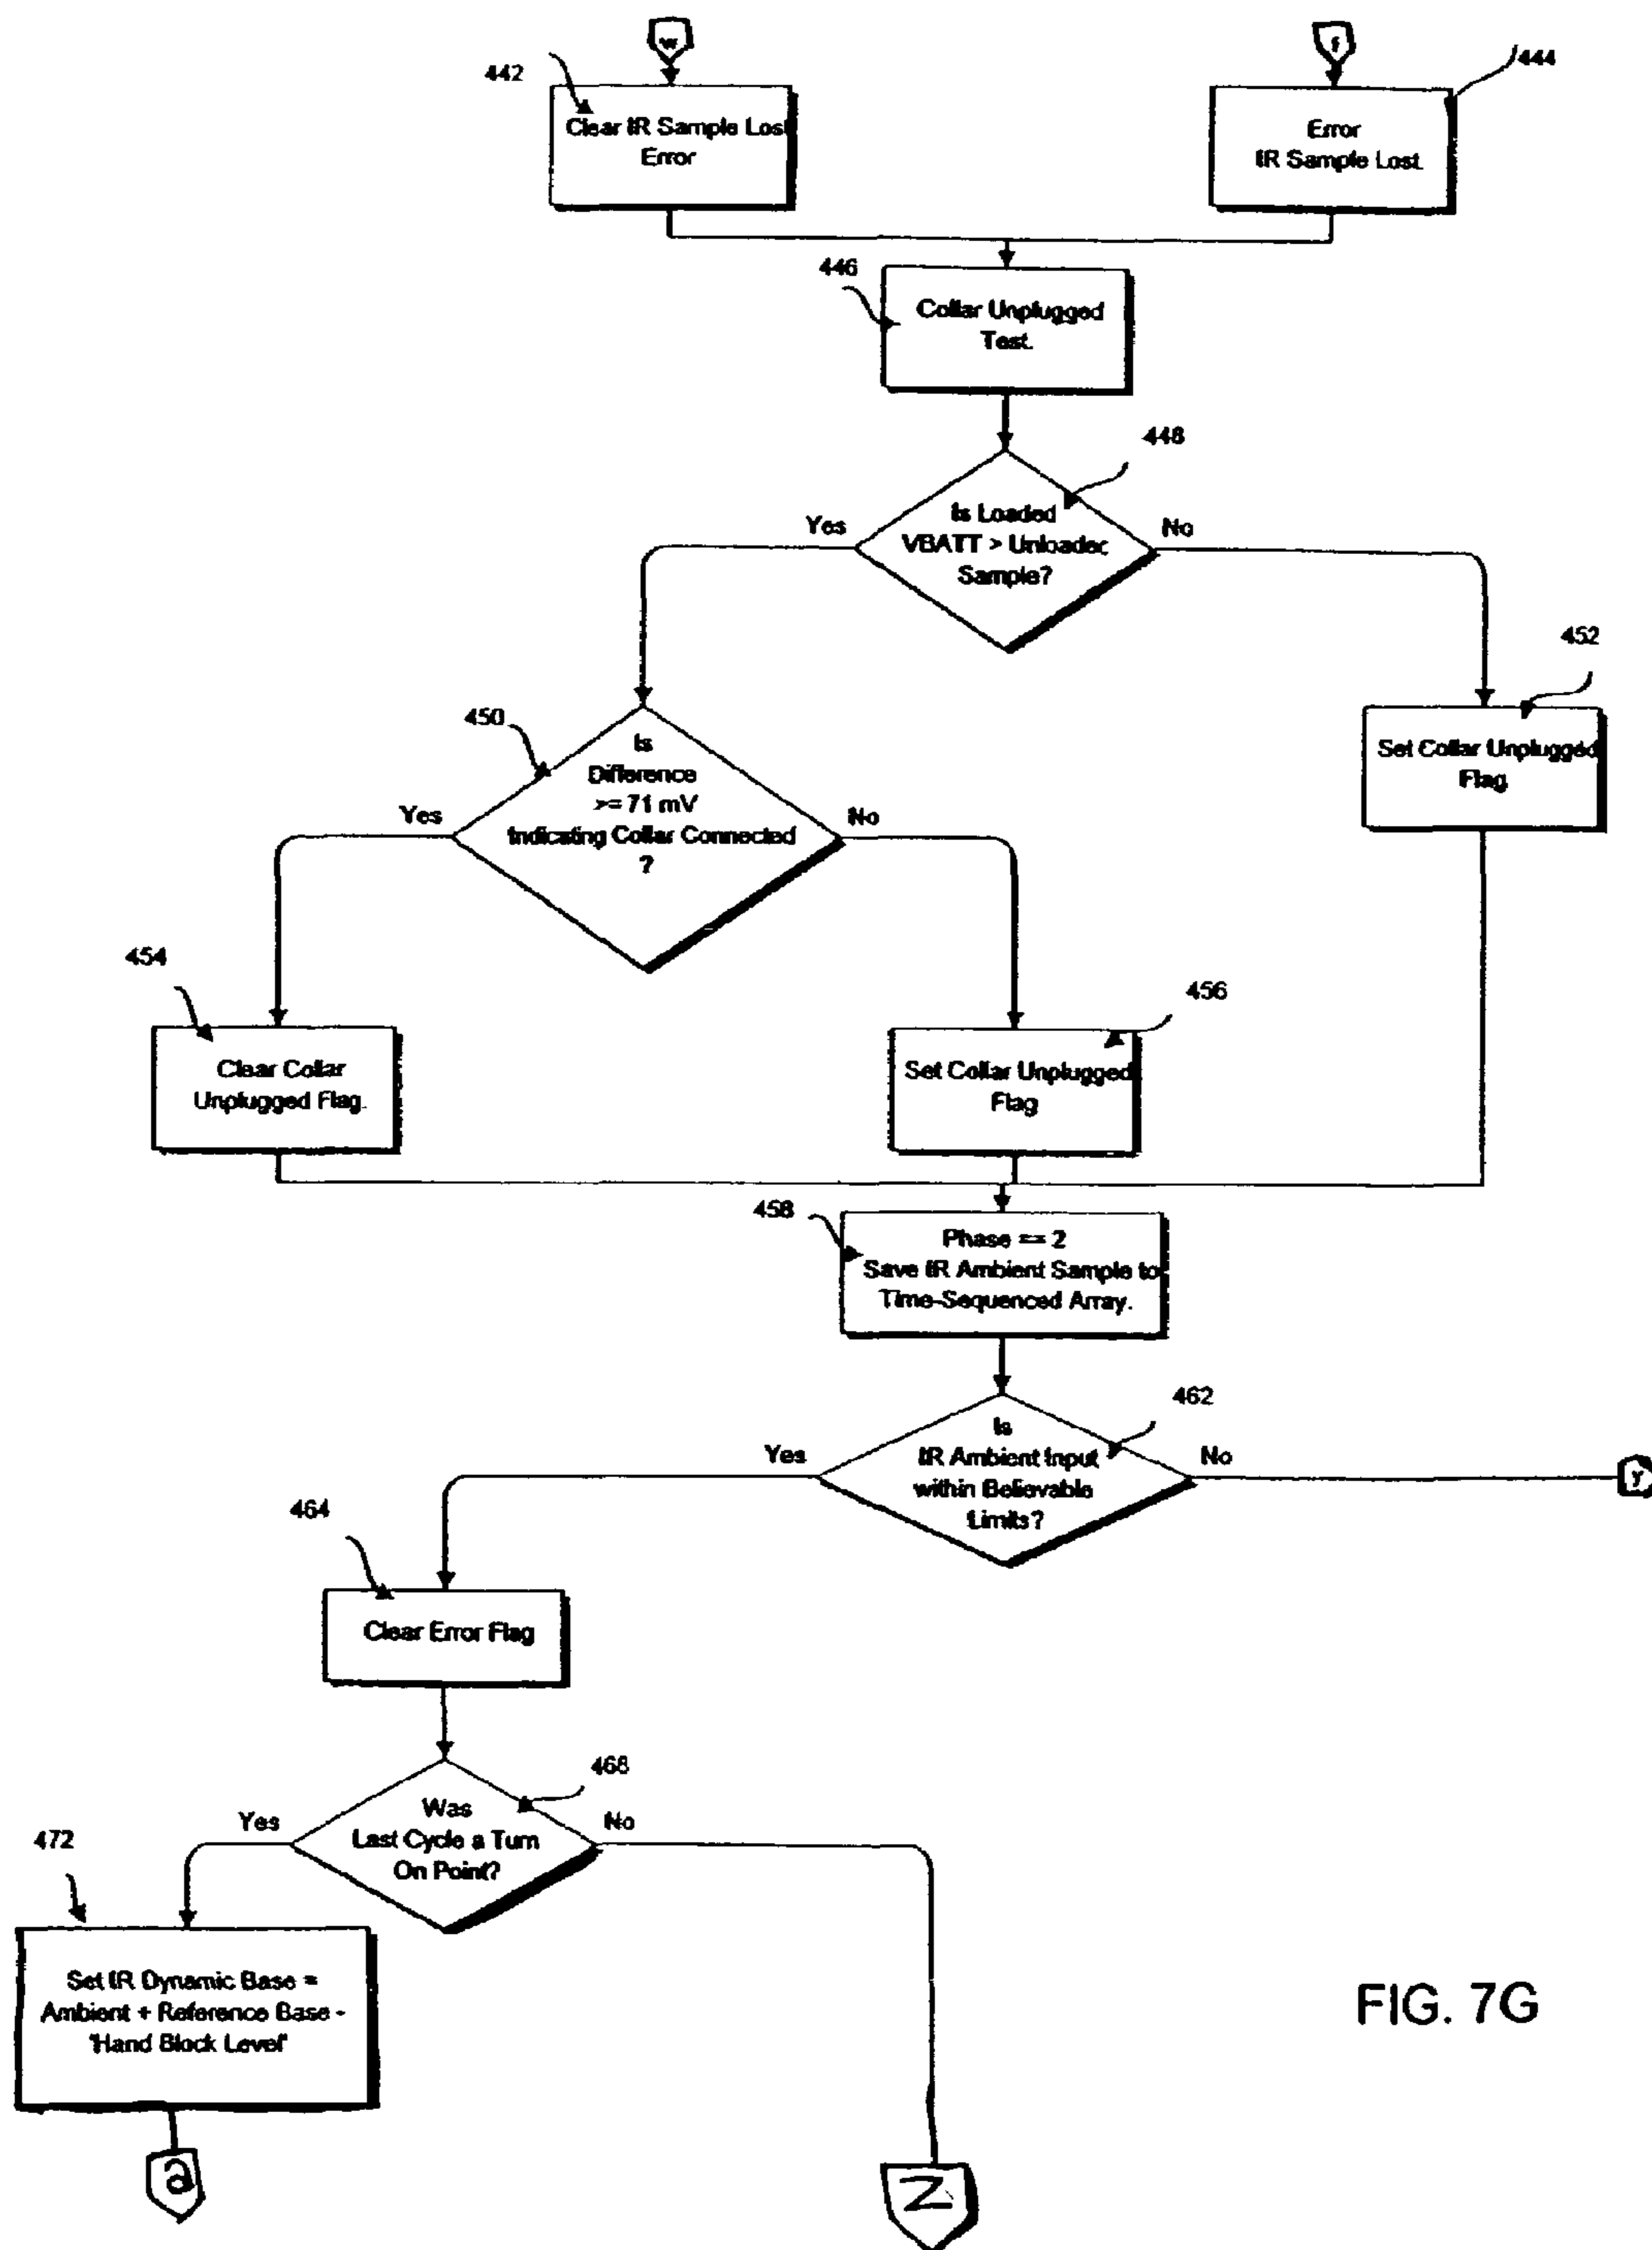 w
f
442
444
Clear IR Sample Lost
Error
Error
IR Sample Lost.
446
Collar Unplugged
Test.
448
Is Loaded
VBATT > Unloaded
Sample?
Yes
No
452
450
Is
Difference
>= 71 mV
Indicating Collar Connected
?
Set Collar Unplugged
Flag
Yes
No
454
456
Clear Collar
Unplugged Flag.
Set Collar Unplugged
Flag
458
Phase == 2
Save IR Ambient Sample to
Time-Sequenced Array.
462
Is
IR Ambient Input
within Believable
Limits?
Yes
No
y
464
Clear Error Flag
468
Was
Last Cycle a Turn
On Point?
Yes
No
472
Set IR Dynamic Base =
Ambient + Reference Base -
"Hand Block Level"
FIG. 7G
a
Z